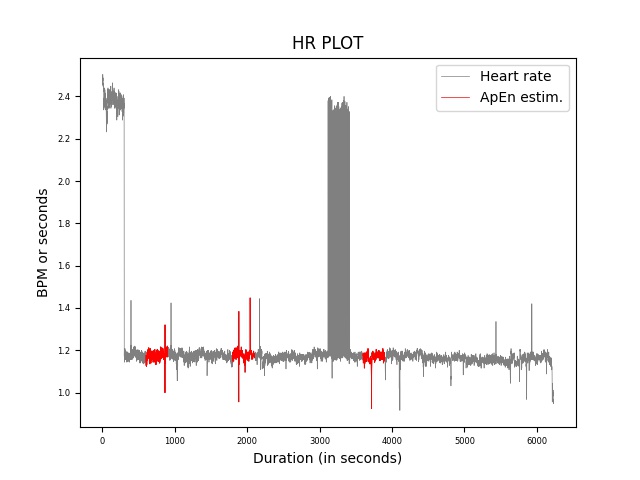 HR PLOT
Heart rate
ApEn estim.
BPM or seconds
2.4
2.2
2.0
1.8
1.6
1.4
1.2
1.0
0 1000 2000 3000 4000 5000 6000
Duration (in seconds)